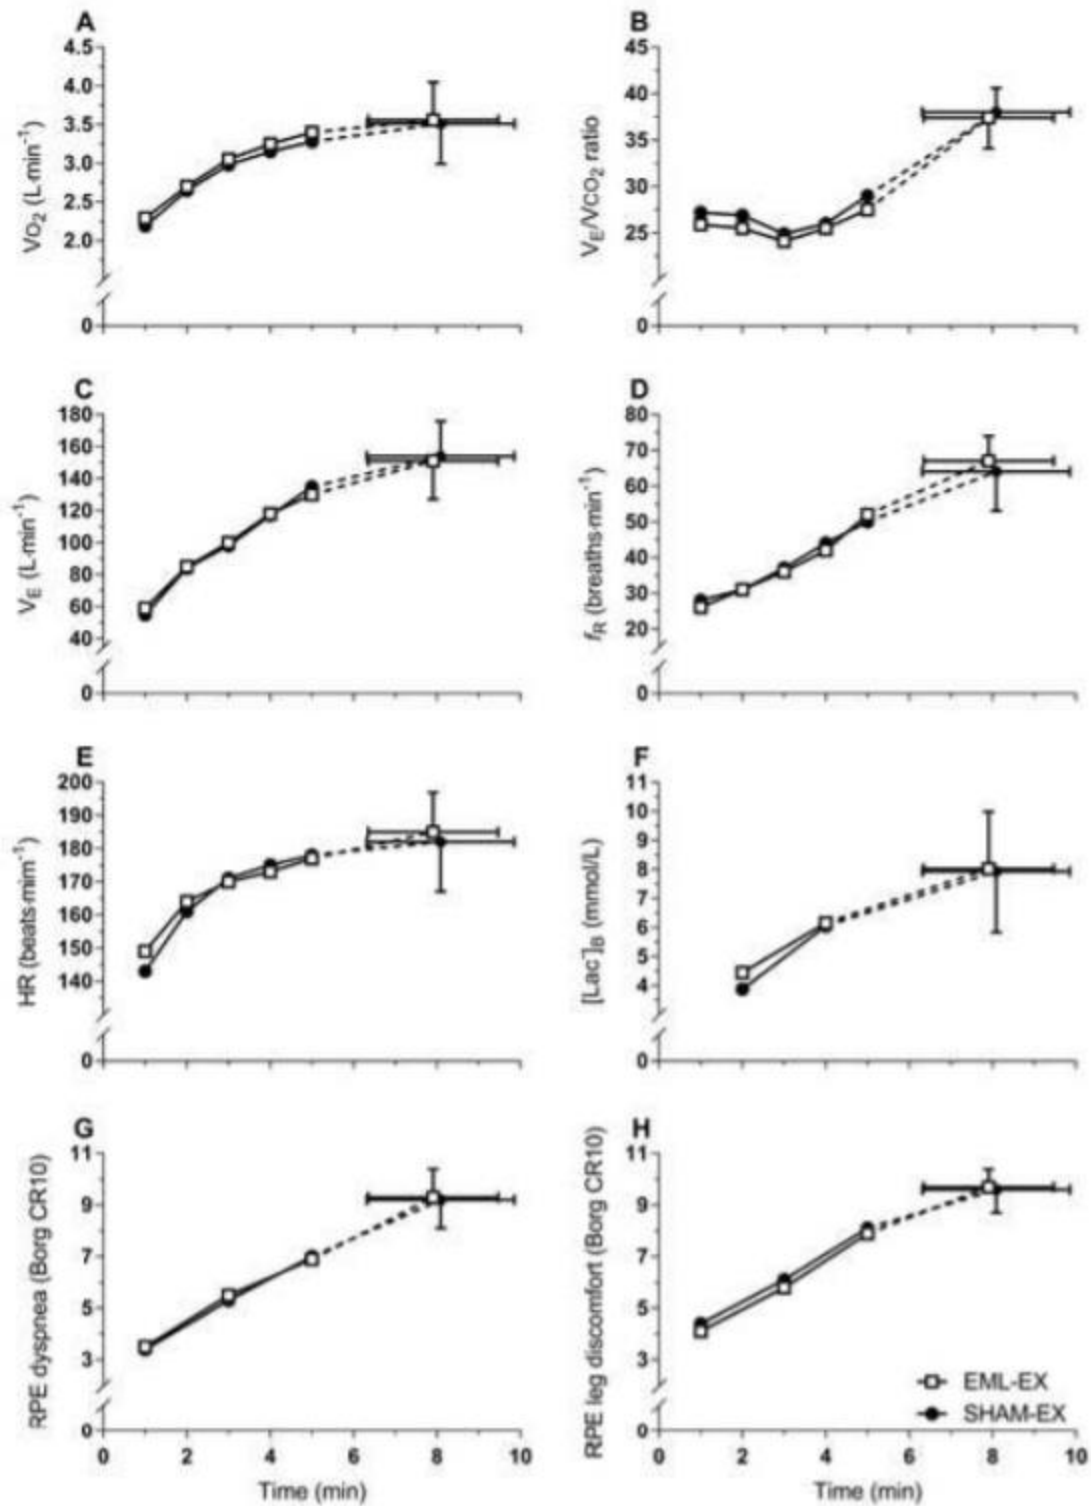 A
4.5
4.0
3.5
3.0
2.5
2.0
0
VO2 (L·min-1)
B
45
40
35
30
25
0
VE/VCO2 ratio
C
180
160
140
120
100
80
60
40
0
VE (L·min-1)
D
80
70
60
50
40
30
20
0
fR (breaths·min-1)
E
200
190
180
170
160
150
140
0
HR (beats·mim-1)
F
11
10
9
8
7
6
5
4
0
[Lac-]B (mmol/L)
G
11
9
7
5
3
0
RPE dyspnea (Borg CR10)
0 2 4 6 8 10
Time (min)
H
11
9
7
5
3
0
RPE leg discomfort (Borg CR10)
EML-EX
SHAM-EX
0 2 4 6 8 10
Time (min)